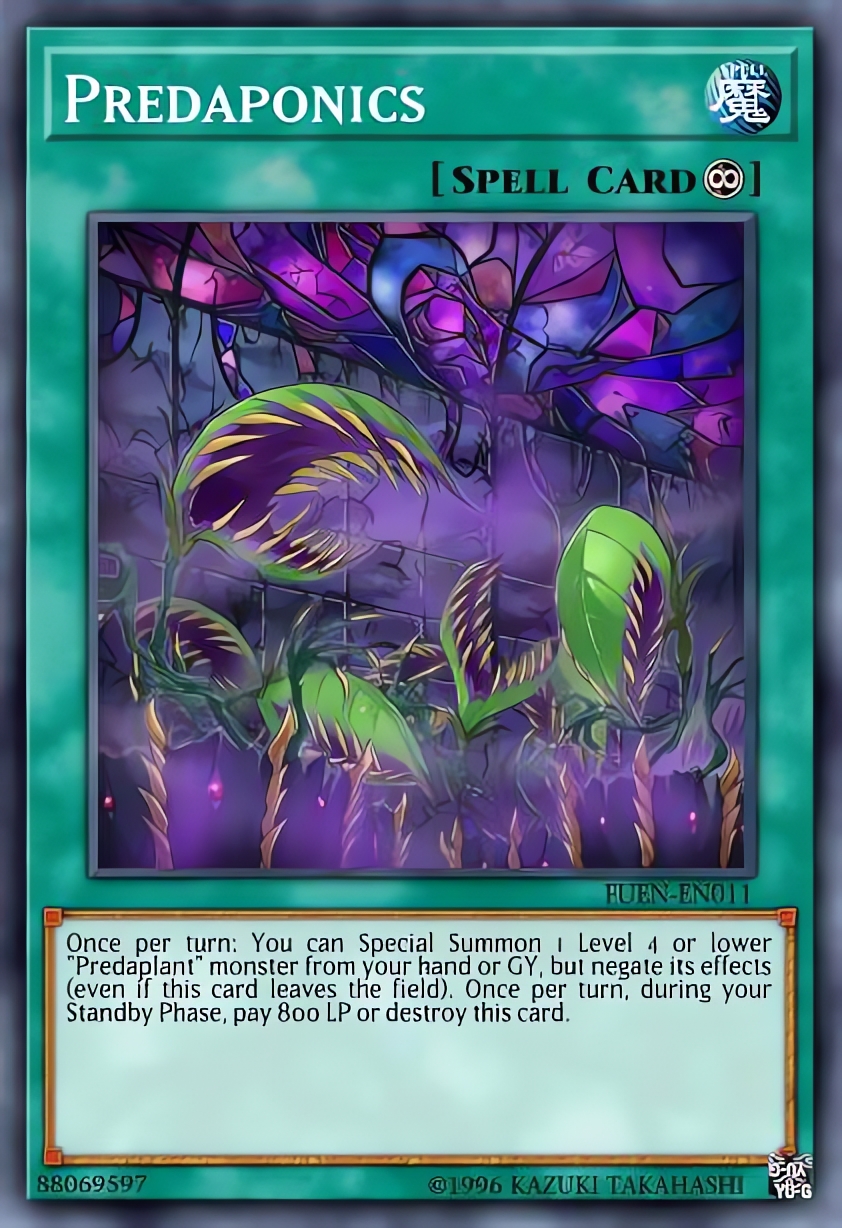 PREDAPONICS
魔
[SPELL CARD]
FUEN-EN011
Once per turn: You can Special Summon 1 Level 4 or lower
"Predaplant" monster from your hand or GY, but negate its effects
(even if this card leaves the field). Once per turn, during your
Standby Phase, pay 800 LP or destroy this card.
88069597
©1996 KAZUKI TAKAHASHI